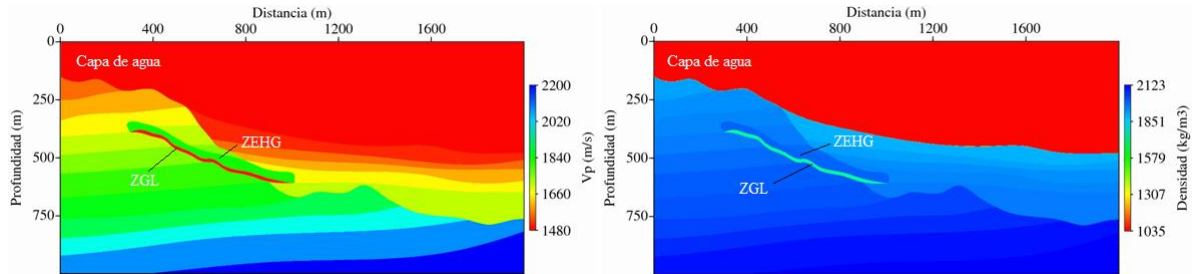 Distancia (m)
0 400 800 1200 1600
0
250
500
750
Profundidad (m)
Capa de agua
ZEHG
ZGL
2200
2020
1840
1660
1480
Vp (m/s)
Distancia (m)
0 400 800 1200 1600
0
250
500
750
Profundidad (m)
Capa de agua
ZEHG
ZGL
2123
1851
1579
1307
1035
Densidad (kg/m3)